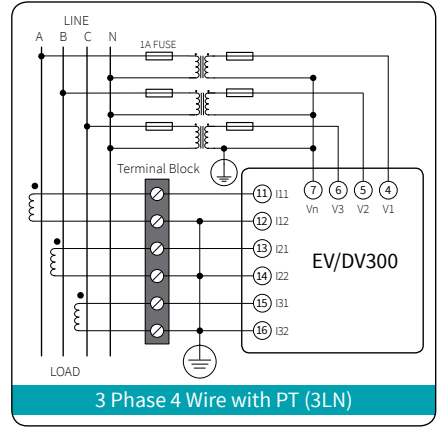 LINE
A B C N
1A FUSE
Terminal Block
7 6 5 4
Vn V3 V2 V1
11 I11
12 I12
13 I21
14 I22
15 I31
16 I32
EV/DV300
LOAD
3 Phase 4 Wire with PT (3LN)